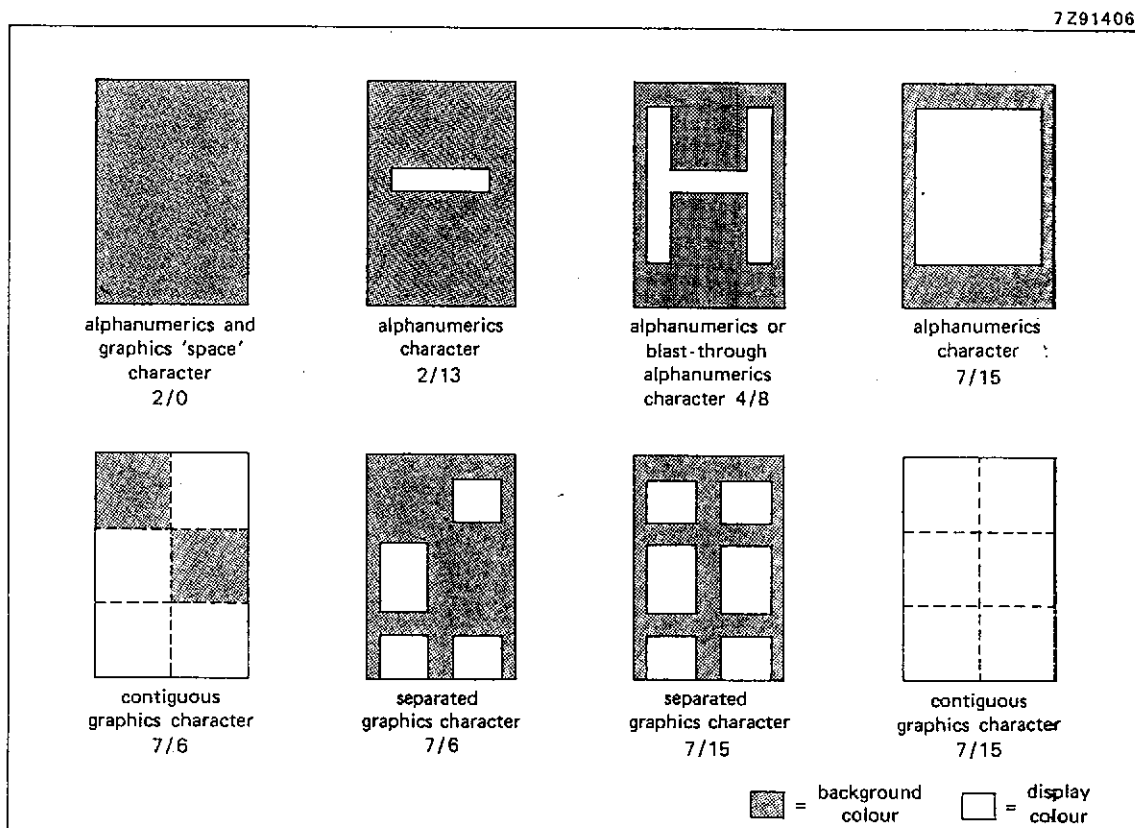 7Z91406
alphanumerics and
graphics 'space'
character
2/0
alphanumerics
character
2/13
H
alphanumerics or
blast-through
alphanumerics
character 4/8
alphanumerics
character
7/15
contiguous
graphics character
7/6
separated
graphics character
7/6
separated
graphics character
7/15
contiguous
graphics character
7/15
= background
colour
= display
colour